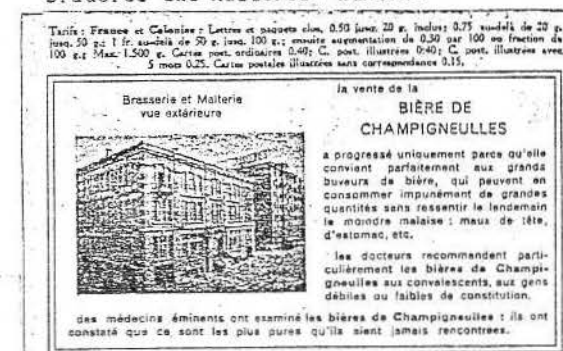 Tarifs : France et Colonies : Lettres et paquets clos, 0.50 jusq. 20 g. inclus; 0.75 au-delà de 20 g.
jusq. 50 g.; 1 fr. au-delà de 50 g. jusq. 100 g.; ensuite augmentation de 0.30 par 100 ou fraction de
100 g.; Max. 1.500 g. Cartes post. ordinaires 0.40; C. post. illustrées 0:40; C. post. illustrées avec
5 mots 0.25. Cartes postales illustrées sans correspondance 0.15.
Brasserie et Malterie
vue extérieure
la vente de la
BIÈRE DE
CHAMPIGNEULLES
a progressé uniquement parce qu'elle
convient parfaitement aux grands
buveurs de bière, qui peuvent en
consommer impunément de grandes
quantités sans ressentir le lendemain
le moindre malaise : maux de tête,
d'estomac, etc.
les docteurs recommandent parti-
culièrement les bières de Champi-
gneulles aux convalescents, aux gens
débiles ou faibles de constitution.
des médecins éminents ont examiné les bières de Champigneulles : ils ont
constaté que ce sont les plus pures qu'ils aient jamais rencontrées.